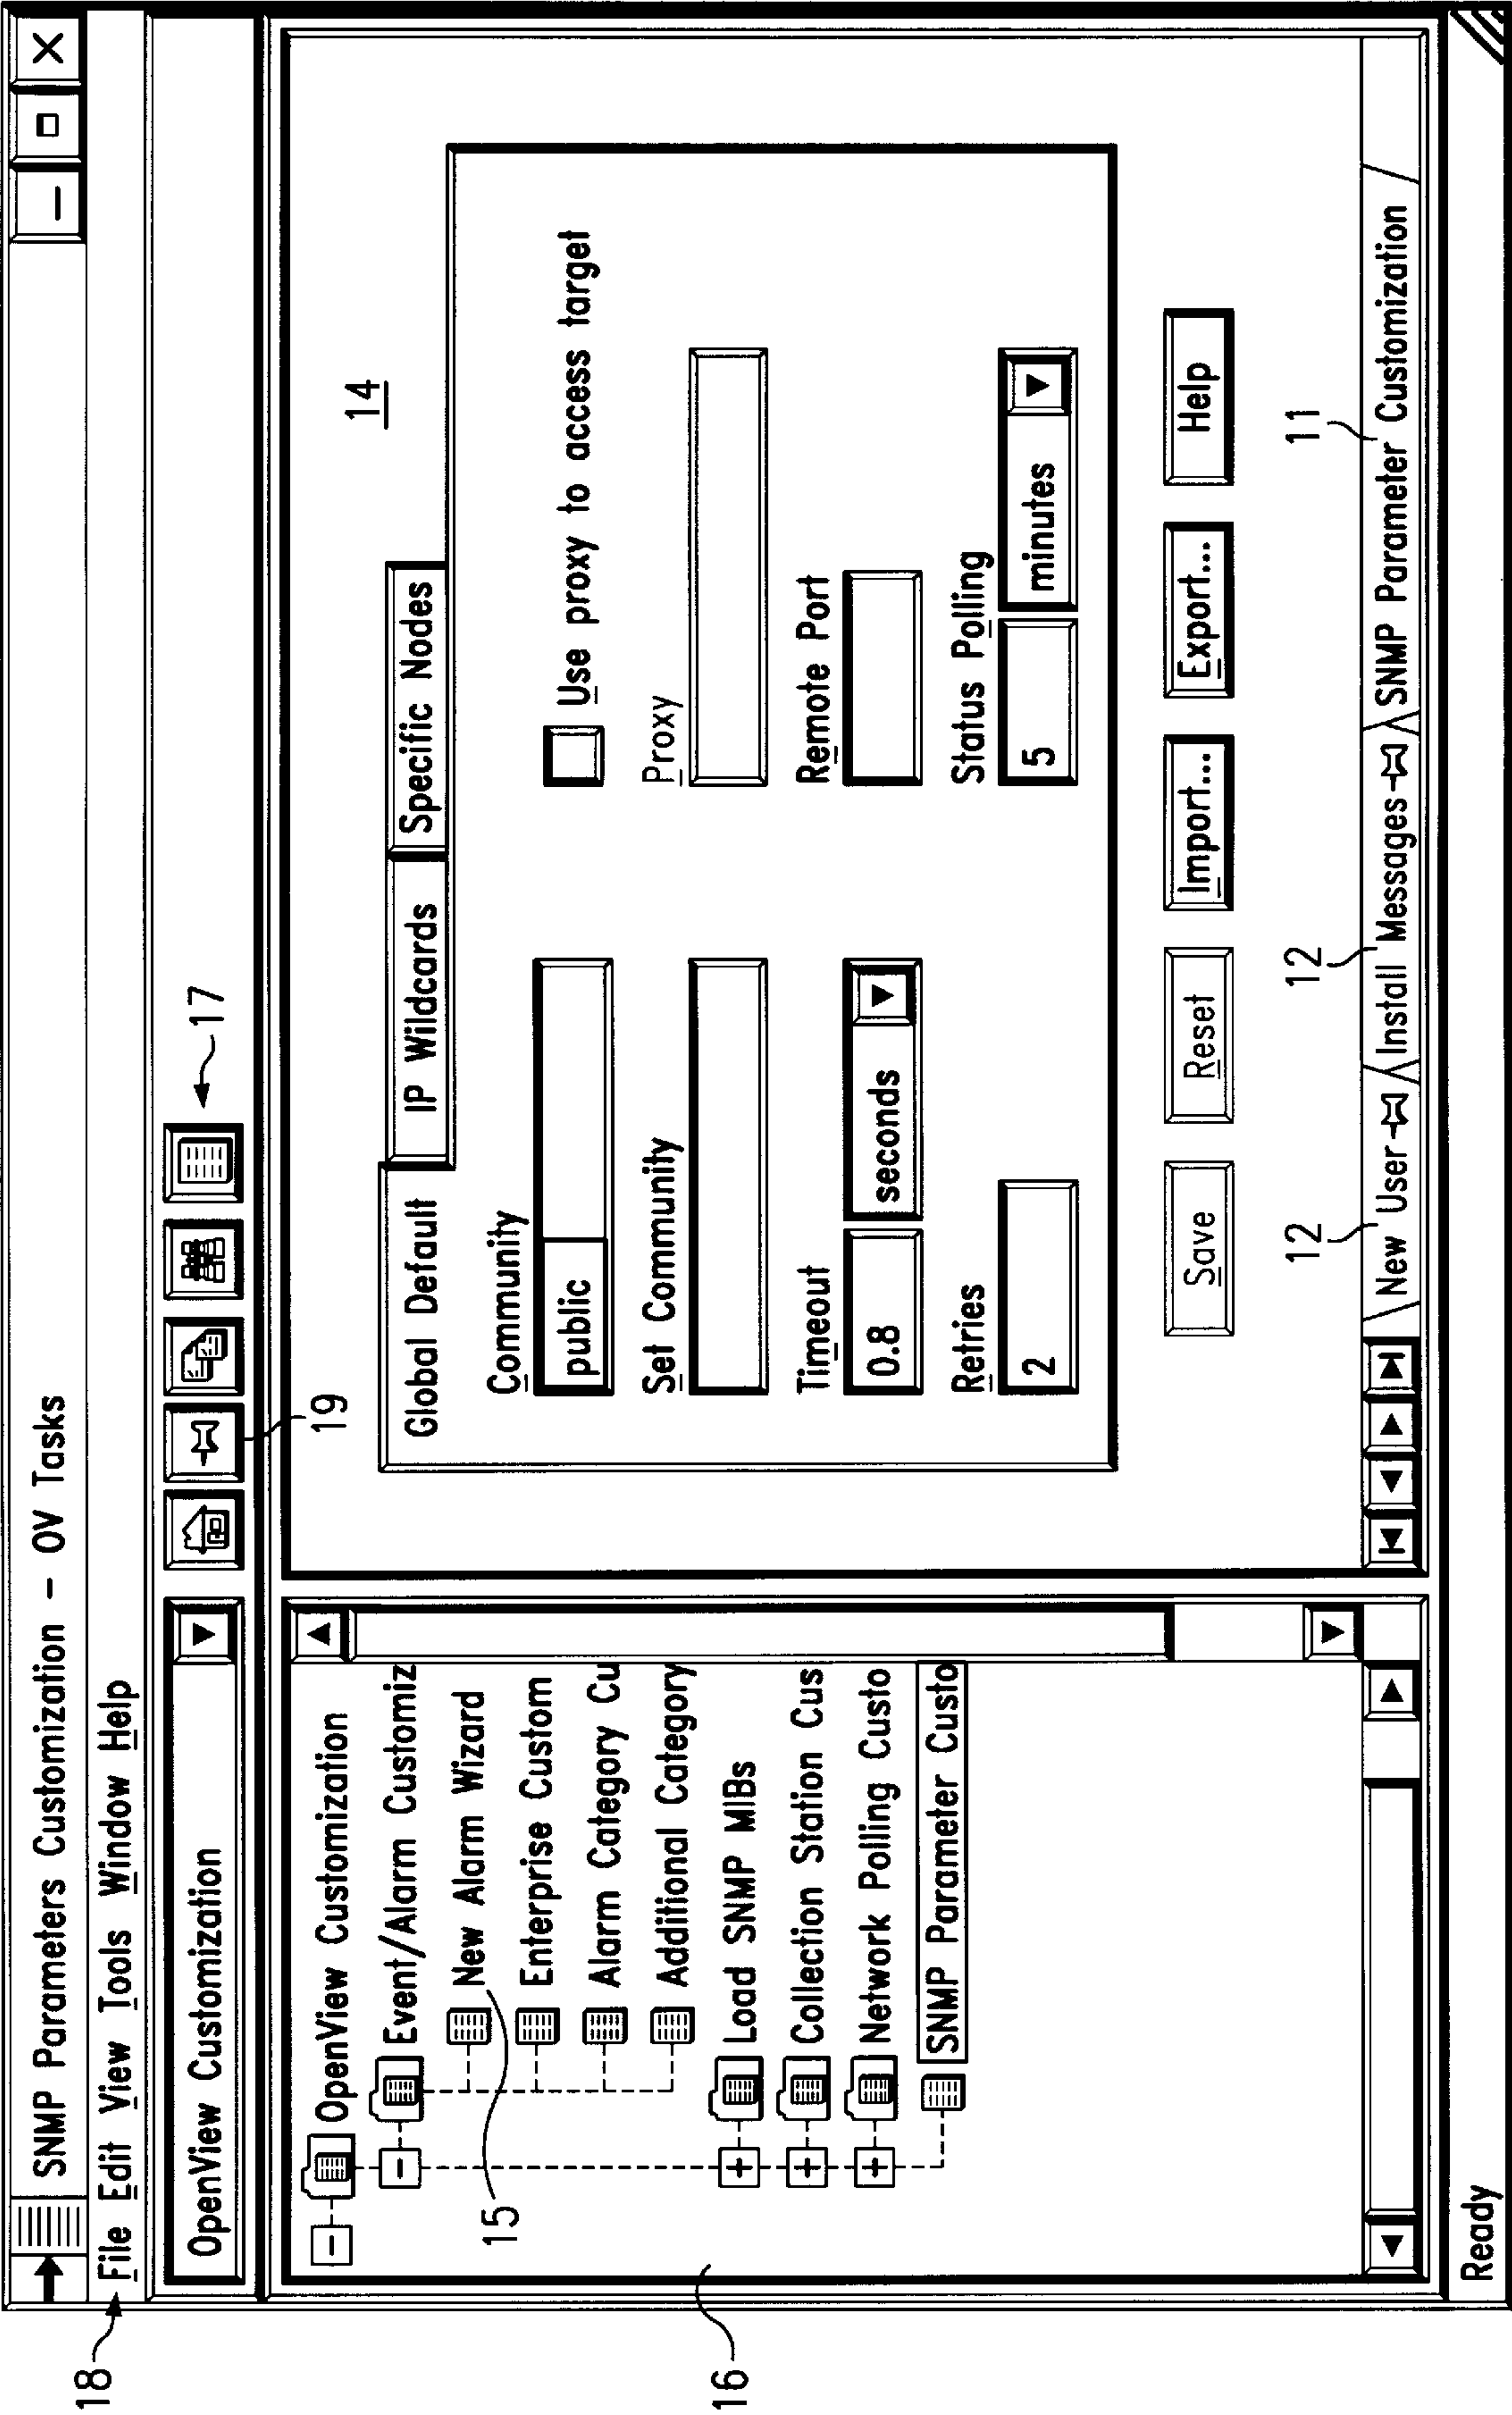 SNMP Parameters Customization - OV Tasks
18
File Edit View Tools Window Help
OpenView Customization
17
19
OpenView Customization
Event/Alarm Customiz
New Alarm Wizard
Enterprise Custom
Alarm Category Cu
Additional Category
Load SNMP MIBs
Collection Station Cus
Network Polling Custo
SNMP Parameter Custo
15
16
14
Global Default
IP Wildcards
Specific Nodes
Community
public
Use proxy to access target
Set Community
Proxy
Timeout
0.8
seconds
Remote Port
Retries
2
Status Polling
5
minutes
Save
Reset
Import...
Export...
Help
12
12
11
New User
Install Messages
SNMP Parameter Customization
Ready